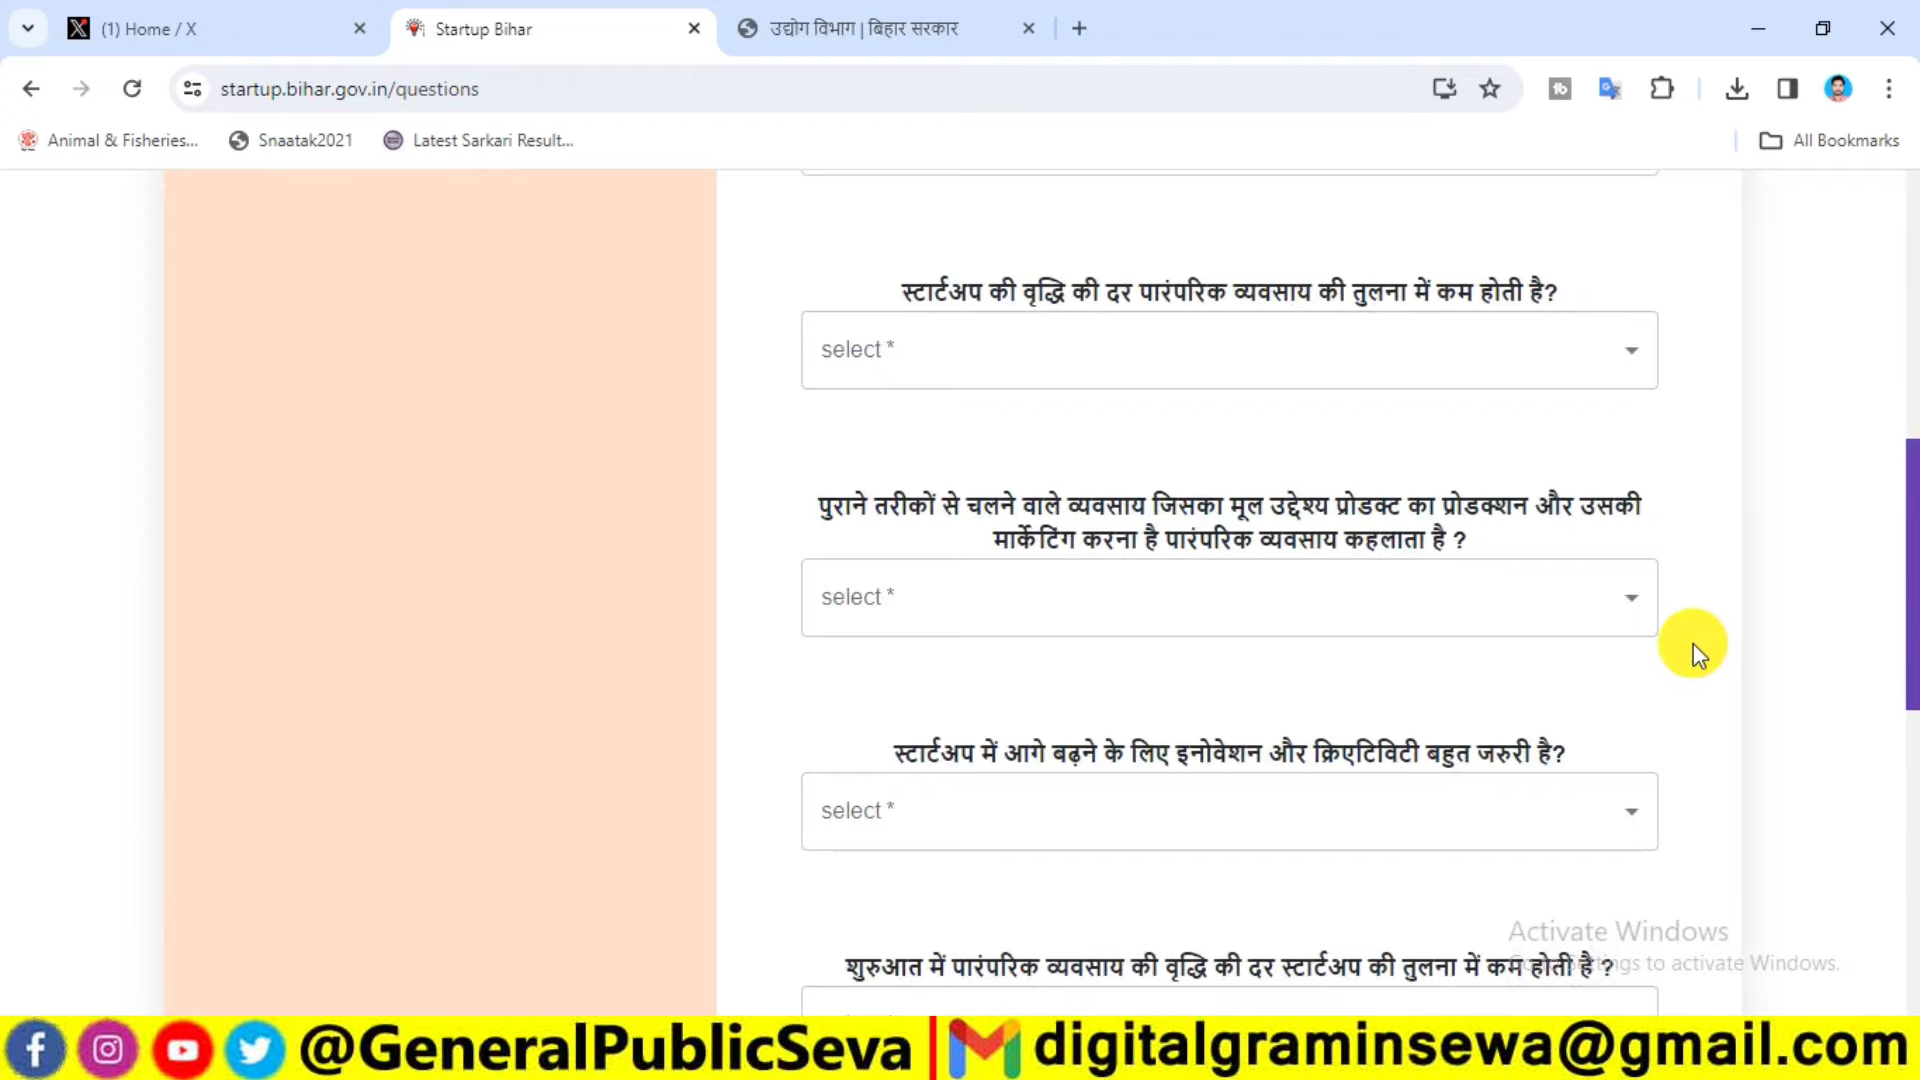 (1) Home / X
Startup Bihar
उद्योग विभाग | बिहार सरकार
startup.bihar.gov.in/questions
Animal & Fisheries...
Snaatak2021
Latest Sarkari Result...
All Bookmarks
स्टार्टअप की वृद्धि की दर पारंपरिक व्यवसाय की तुलना में कम होती है?
select *
पुराने तरीकों से चलने वाले व्यवसाय जिसका मूल उद्देश्य प्रोडक्ट का प्रोडक्शन और उसकी
मार्केटिंग करना है पारंपरिक व्यवसाय कहलाता है ?
select *
स्टार्टअप में आगे बढ़ने के लिए इनोवेशन और क्रिएटिविटी बहुत जरुरी है?
select *
Activate Windows
शुरुआत में पारंपरिक व्यवसाय की वृद्धि की दर स्टार्टअप की तुलना में कम होती है ?
to activate Windows.
@GeneralPublicSeva
digitalgraminsewa@gmail.com